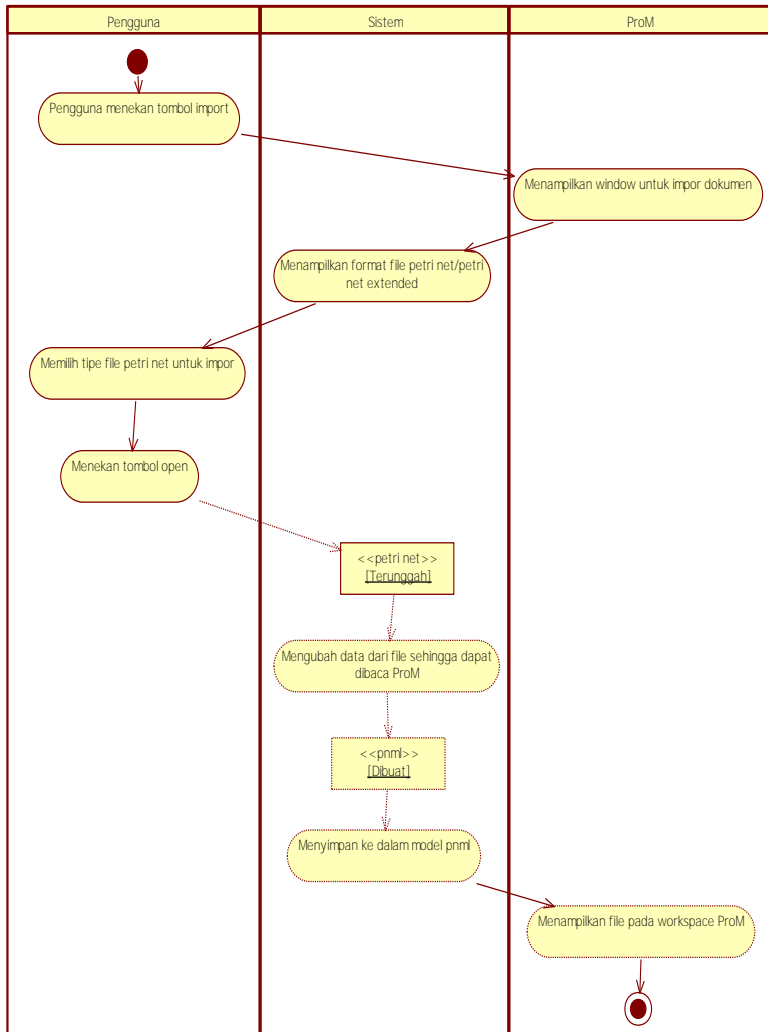 Pengguna
Sistem
ProM
Pengguna menekan tombol import
Menampilkan window untuk impor dokumen
Menampilkan format file petri net/petri
net extended
Memilih tipe file petri net untuk impor
Menekan tombol open
<<petri net>>
[Terunggah]
Mengubah data dari file sehingga dapat
dibaca ProM
<<pnml>>
[Dibuat]
Menyimpan ke dalam model pnml
Menampilkan file pada workspace ProM